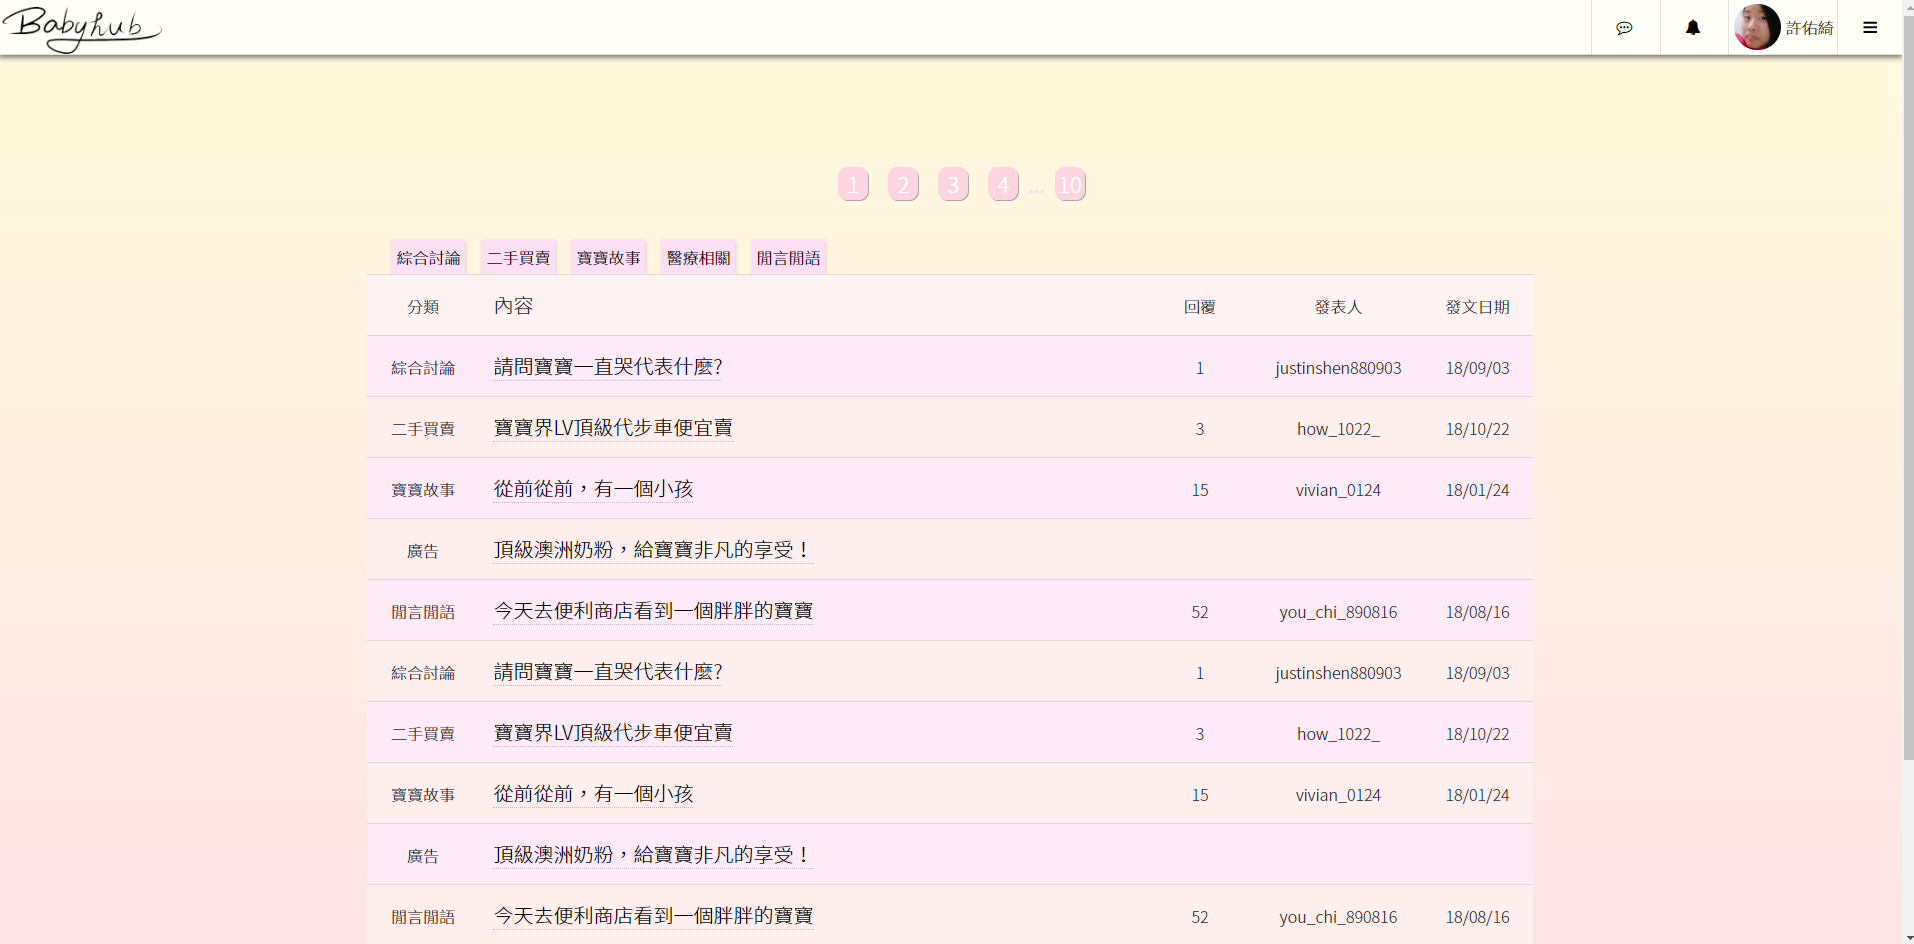 Babyhub 許佑綺
1 2 3 4 ... 10
綜合討論 二手買賣 寶寶故事 醫療相關 閒言閒語
分類 內容 回覆 發表人 發文日期
綜合討論 請問寶寶一直哭代表什麼? 1 justinshen880903 18/09/03
二手買賣 寶寶界LV頂級代步車便宜賣 3 how_1022_ 18/10/22
寶寶故事 從前從前，有一個小孩 15 vivian_0124 18/01/24
廣告 頂級澳洲奶粉，給寶寶非凡的享受！
閒言閒語 今天去便利商店看到一個胖胖的寶寶 52 you_chi_890816 18/08/16
綜合討論 請問寶寶一直哭代表什麼? 1 justinshen880903 18/09/03
二手買賣 寶寶界LV頂級代步車便宜賣 3 how_1022_ 18/10/22
寶寶故事 從前從前，有一個小孩 15 vivian_0124 18/01/24
廣告 頂級澳洲奶粉，給寶寶非凡的享受！
閒言閒語 今天去便利商店看到一個胖胖的寶寶 52 you_chi_890816 18/08/16